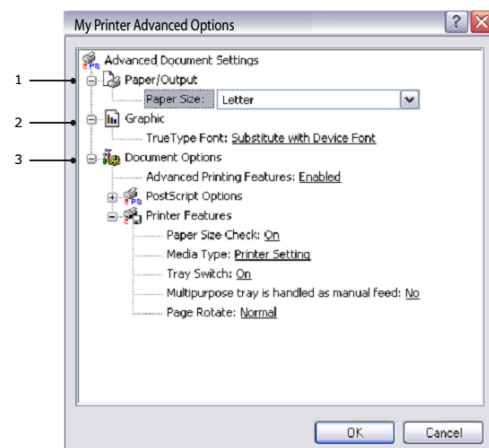 My Printer Advanced Options
?
X
Advanced Document Settings
1
Paper/Output
Paper Size: Letter
2
Graphic
TrueType Font: Substitute with Device Font
3
Document Options
Advanced Printing Features: Enabled
PostScript Options
Printer Features
Paper Size Check: On
Media Type: Printer Setting
Tray Switch: On
Multipurpose tray is handled as manual feed: No
Page Rotate: Normal
OK
Cancel